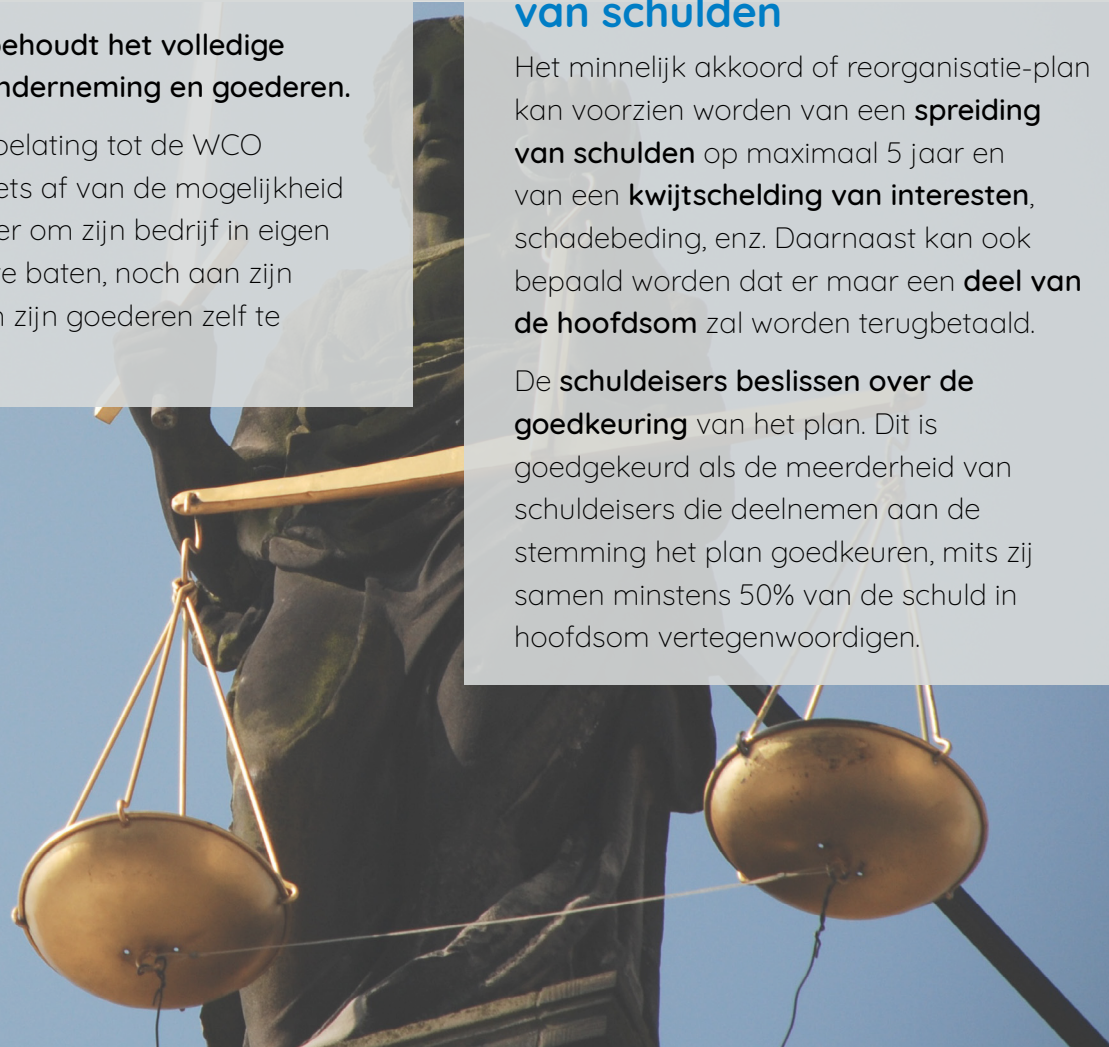 behoudt het volledige
nderneming en goederen.
oelating tot de WCO
ets af van de mogelijkheid
er om zijn bedrijf in eigen
e baten, noch aan zijn
n zijn goederen zelf te
van schulden
Het minnelijk akkoord of reorganisatie-plan
kan voorzien worden van een spreiding
van schulden op maximaal 5 jaar en
van een kwijtschelding van interesten,
schadebeding, enz. Daarnaast kan ook
bepaald worden dat er maar een deel van
de hoofdsom zal worden terugbetaald.
De schuldeisers beslissen over de
goedkeuring van het plan. Dit is
goedgekeurd als de meerderheid van
schuldeisers die deelnemen aan de
stemming het plan goedkeuren, mits zij
samen minstens 50% van de schuld in
hoofdsom vertegenwoordigen.